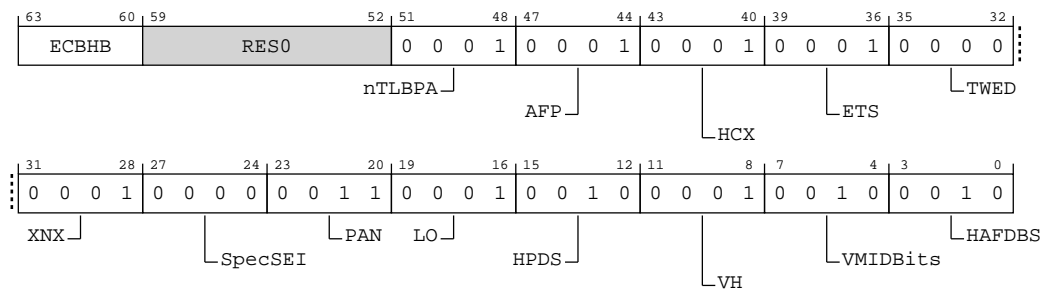 63 60 59 52 51 48 47 44 43 40 39 36 35 32
ECBHB RES0 0 0 0 1 0 0 0 1 0 0 0 1 0 0 0 1 0 0 0 0
nTLBPA TWED
AFP ETS
HCX
31 28 27 24 23 20 19 16 15 12 11 8 7 4 3 0
0 0 0 1 0 0 0 0 0 0 1 1 0 0 0 1 0 0 1 0 0 0 0 1 0 0 1 0 0 0 1 0
XNX PAN LO HAFDBS
SpecSEI HPDS VMIDBits
VH